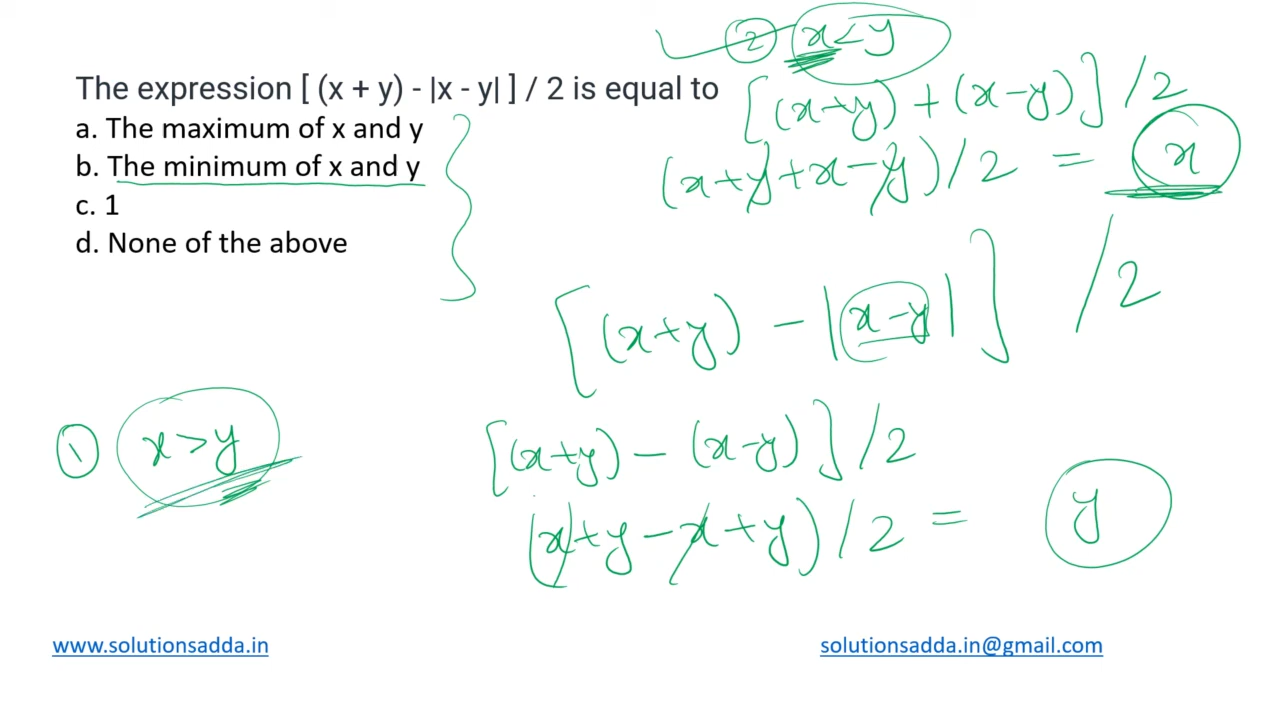 ② x < y
The expression [ (x + y) - |x - y| ] / 2 is equal to
[(x+y) + (x-y)] / 2
a. The maximum of x and y
b. The minimum of x and y
(x+y+x-y)/2 = x
c. 1
d. None of the above
[(x+y) - |x-y|] /2
① x > y
[(x+y) - (x-y)] /2
(x+y-x+y)/2 = y
www.solutionsadda.in
solutionsadda.in@gmail.com